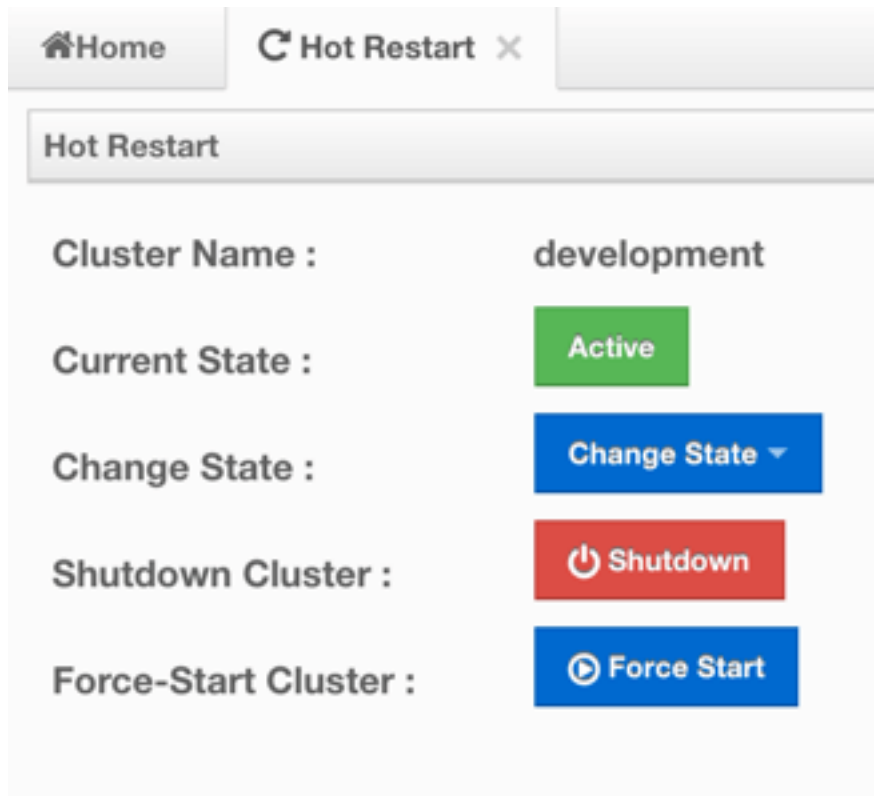 Home Hot Restart
Hot Restart
Cluster Name : development
Current State : Active
Change State : Change State
Shutdown Cluster : Shutdown
Force-Start Cluster : Force Start